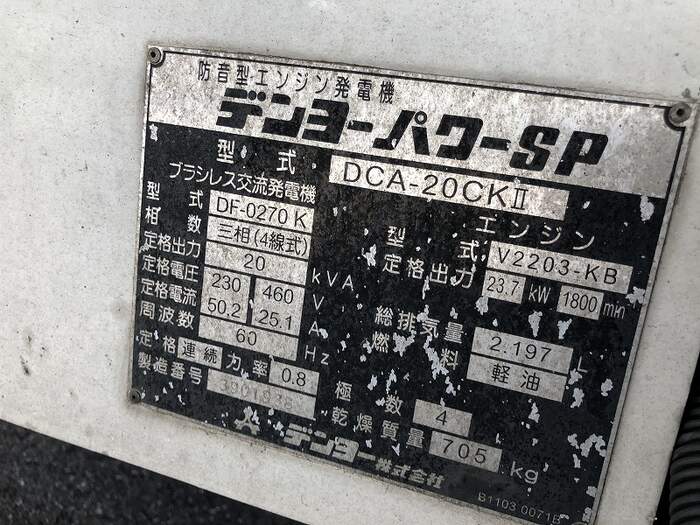 防音型エンジン発電機
デンヨーパワーSP
型式 DCA-20CKⅡ
ブラシレス交流発電機
型式 DF-0270K
相数 三相(4線式)
定格出力 20 kVA
定格電圧 230 460 V
定格電流 50.2 25.1 A
周波数 60 Hz
定格 連続 力率 0.8
製造番号
エンジン
型式 V2203-KB
定格出力 23.7 kW 1800 min
総排気量 2.197 L
燃料 軽油
極数 4
乾燥質量 705 kg
デンヨー株式会社
B1103 0071B